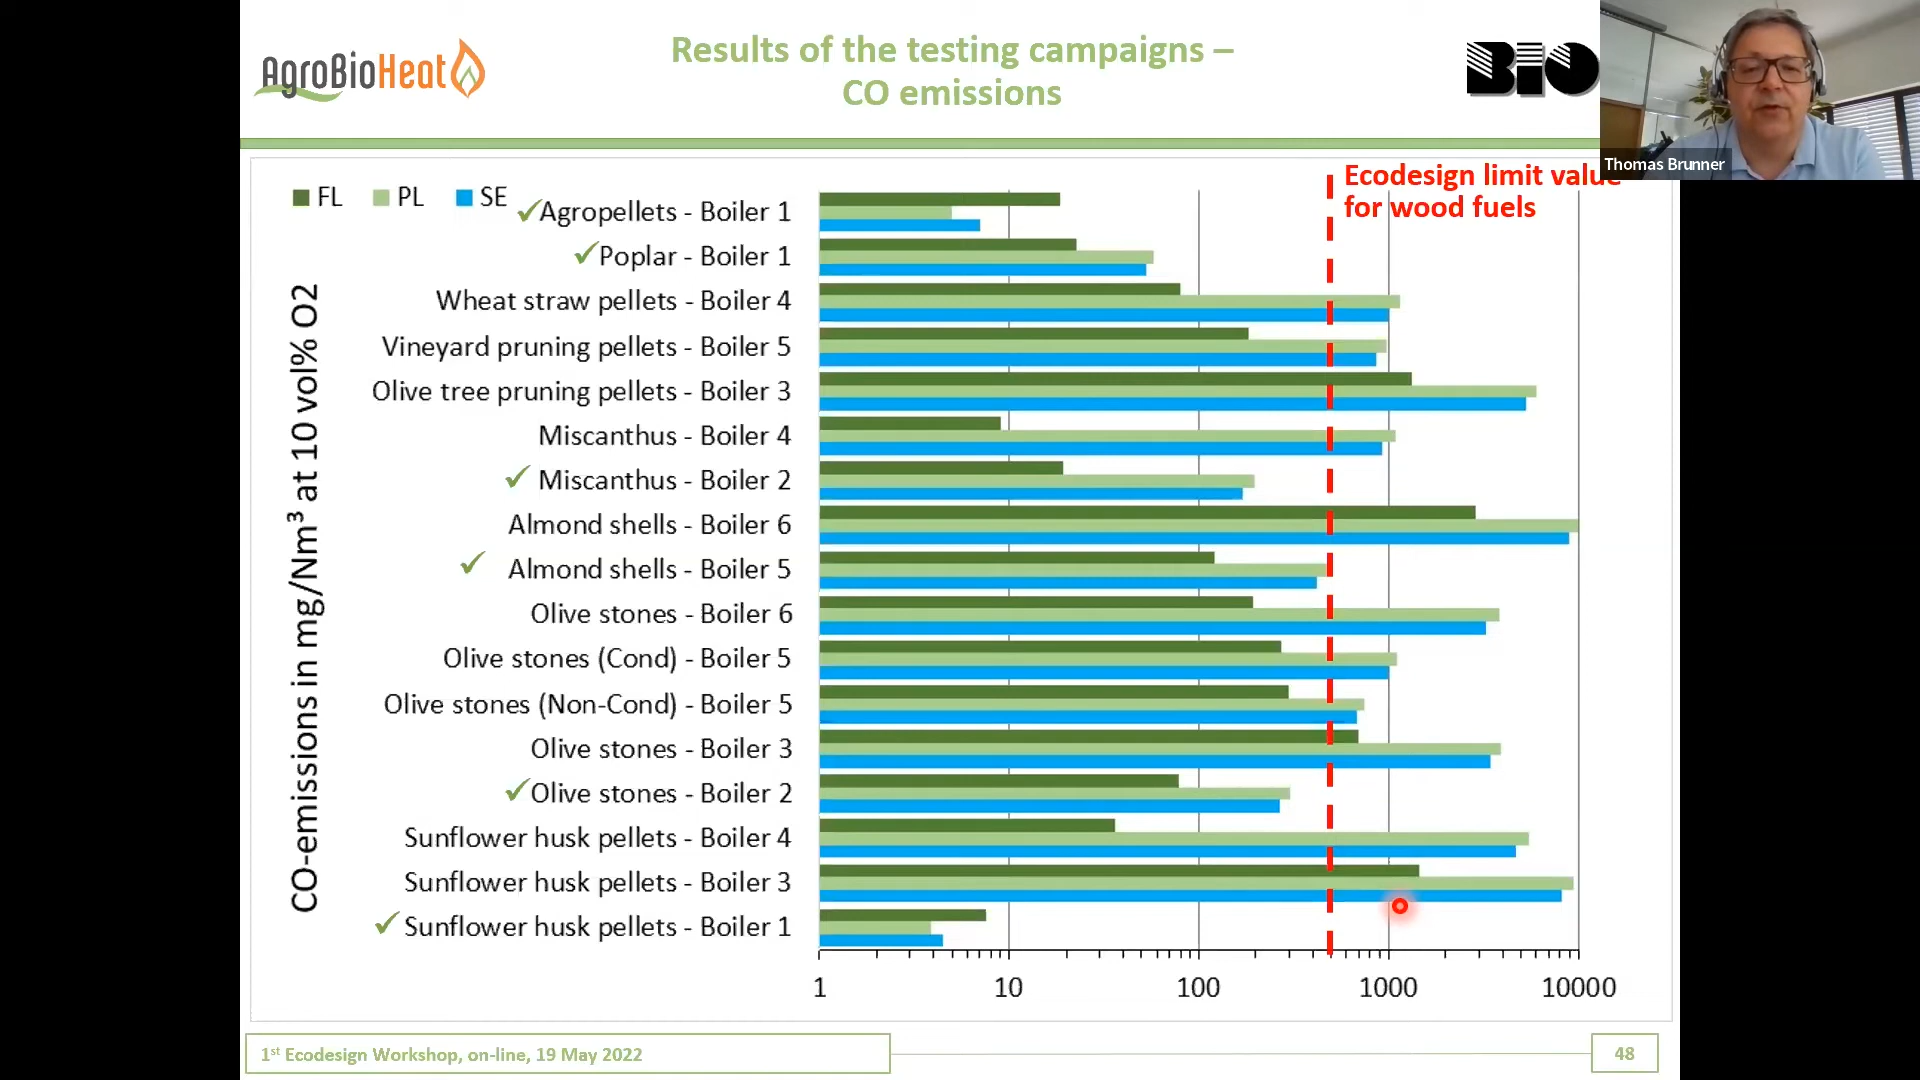 AgroBioHeat
Results of the testing campaigns –
CO emissions
BIO
Thomas Brunner
Ecodesign limit value
for wood fuels
FL PL SE
CO-emissions in mg/Nm³ at 10 vol% O2
Agropellets - Boiler 1
Poplar - Boiler 1
Wheat straw pellets - Boiler 4
Vineyard pruning pellets - Boiler 5
Olive tree pruning pellets - Boiler 3
Miscanthus - Boiler 4
Miscanthus - Boiler 2
Almond shells - Boiler 6
Almond shells - Boiler 5
Olive stones - Boiler 6
Olive stones (Cond) - Boiler 5
Olive stones (Non-Cond) - Boiler 5
Olive stones - Boiler 3
Olive stones - Boiler 2
Sunflower husk pellets - Boiler 4
Sunflower husk pellets - Boiler 3
Sunflower husk pellets - Boiler 1
1 10 100 1000 10000
1st Ecodesign Workshop, on-line, 19 May 2022
48